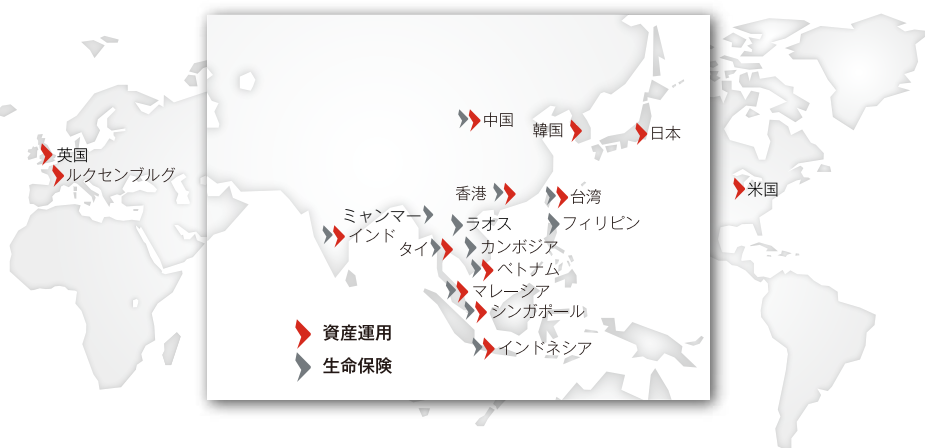 中国
韓国
日本
英国
ルクセンブルグ
米国
香港
台湾
ミャンマー
ラオス
フィリピン
インド
タイ
カンボジア
ベトナム
マレーシア
シンガポール
資産運用
インドネシア
生命保険